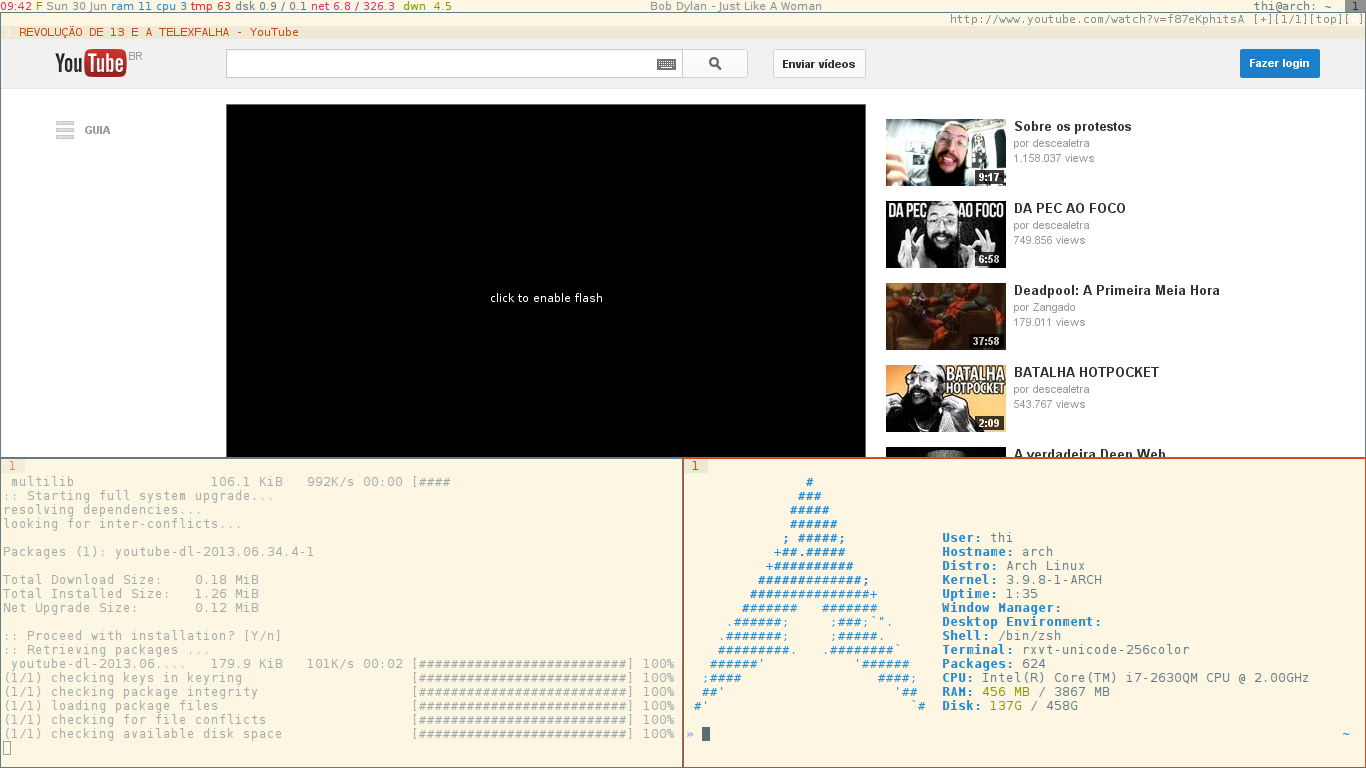 09:42 F Sun 30 Jun ram 11 cpu 3 tmp 63 dsk 0.9 / 0.1 net 6.8 / 326.3 dwn 4.5 Bob Dylan - Just Like A Woman thi@arch: ~ 1
http://www.youtube.com/watch?v=f87eKphitsA [+][1/1][top][
1 REVOLUÇÃO DE 13 E A TELEXFALHA - YouTube
YouTube BR Enviar vídeos Fazer login
GUIA
click to enable flash
Sobre os protestos
por descealetra
1.158.037 views
9:17
DA PEC AO FOCO
DA PEC AO FOCO
por descealetra
749.856 views
6:58
Deadpool: A Primeira Meia Hora
por Zangado
179.011 views
37:58
BATALHA HOTPOCKET
BATALHA HOTPOCKET
por descealetra
543.767 views
2:09
A verdadeira Deep Web
1
multilib 106.1 KiB 992K/s 00:00 [####
:: Starting full system upgrade...
resolving dependencies...
looking for inter-conflicts...
Packages (1): youtube-dl-2013.06.34.4-1
Total Download Size: 0.18 MiB
Total Installed Size: 1.26 MiB
Net Upgrade Size: 0.12 MiB
:: Proceed with installation? [Y/n]
:: Retrieving packages ...
youtube-dl-2013.06.... 179.9 KiB 101K/s 00:02 [##########################] 100%
(1/1) checking keys in keyring [##########################] 100%
(1/1) checking package integrity [##########################] 100%
(1/1) loading package files [##########################] 100%
(1/1) checking for file conflicts [##########################] 100%
(1/1) checking available disk space [##########################] 100%
1
#
###
#####
######
; #####;
+##.#####
+##########
#############;
###############+
####### #######
.######; ;###;`".
.#######; ;#####.
#########. .########`
######' '######
;#### ####;
##' '##
#' `#
User: thi
Hostname: arch
Distro: Arch Linux
Kernel: 3.9.8-1-ARCH
Uptime: 1:35
Window Manager:
Desktop Environment:
Shell: /bin/zsh
Terminal: rxvt-unicode-256color
Packages: 624
CPU: Intel(R) Core(TM) i7-2630QM CPU @ 2.00GHz
RAM: 456 MB / 3867 MB
Disk: 137G / 458G
» ~